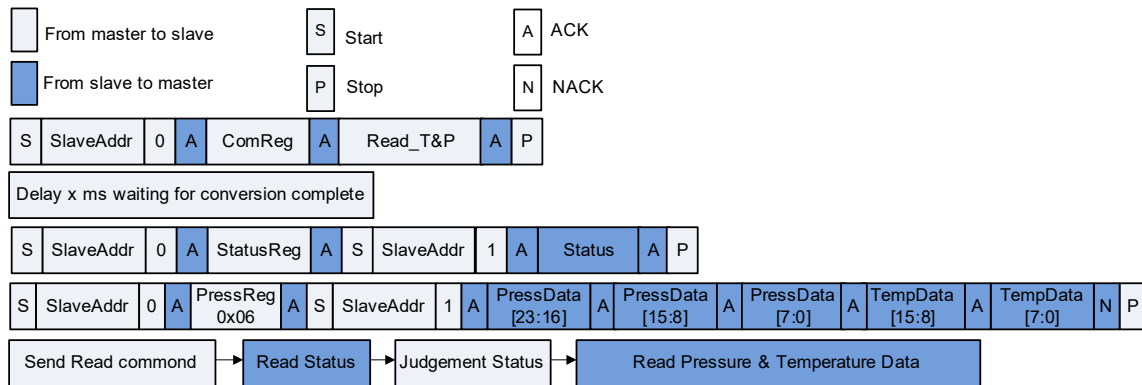 From master to slave S Start A ACK
From slave to master P Stop N NACK
S SlaveAddr 0 A ComReg A Read_T&P A P
Delay x ms waiting for conversion complete
S SlaveAddr 0 A StatusReg A S SlaveAddr 1 A Status A P
S SlaveAddr 0 A PressReg 0x06 A S SlaveAddr 1 A PressData [23:16] A PressData [15:8] A PressData [7:0] A TempData [15:8] A TempData [7:0] N P
Send Read commond Read Status Judgement Status Read Pressure & Temperature Data